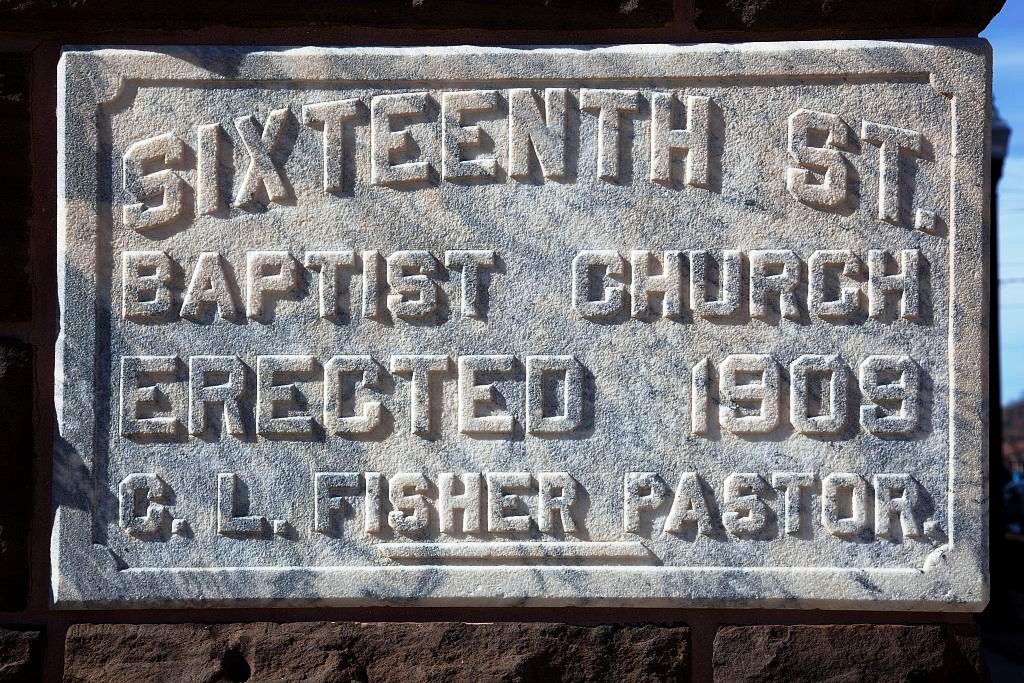 SIXTEENTH ST.
BAPTIST CHURCH
ERECTED 1909
C. L. FISHER PASTOR.